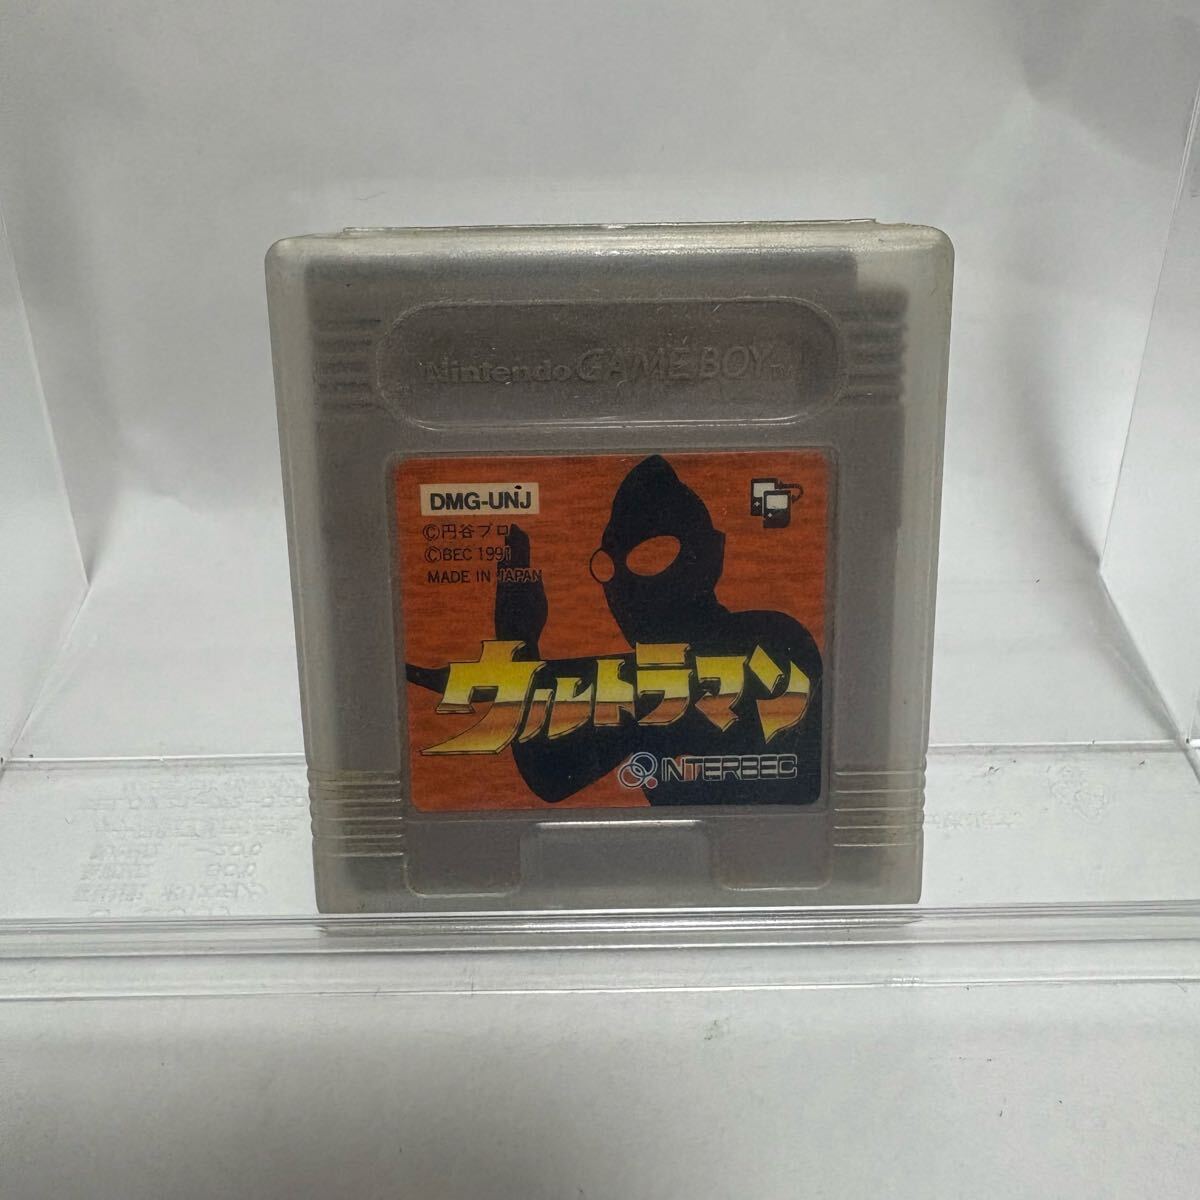 Nintendo GAME BOY TM
DMG-UNJ
©円谷プロ
©BEC 1991
MADE IN JAPAN
ウルトラマン
INTERBEC